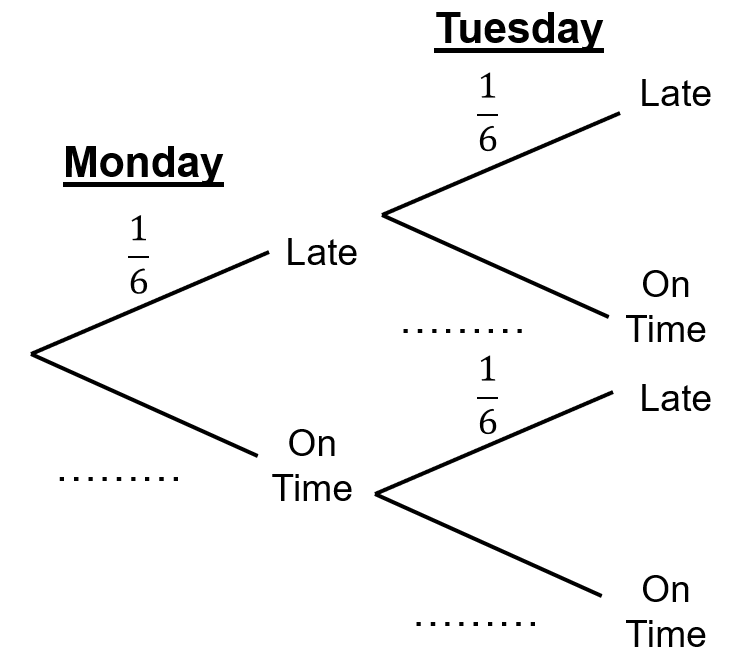 Tuesday
1
6
Late
Monday
1
6
Late
On
Time
.........
1
6
Late
On
Time
.........
On
Time
.........